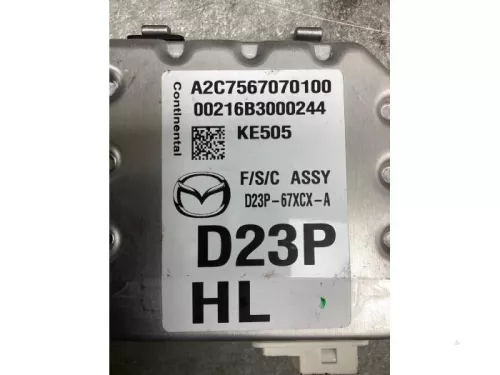 Continental
A2C7567070100
00216B3000244
KE505
F/S/C ASSY
D23P-67XCX-A
D23P
HL